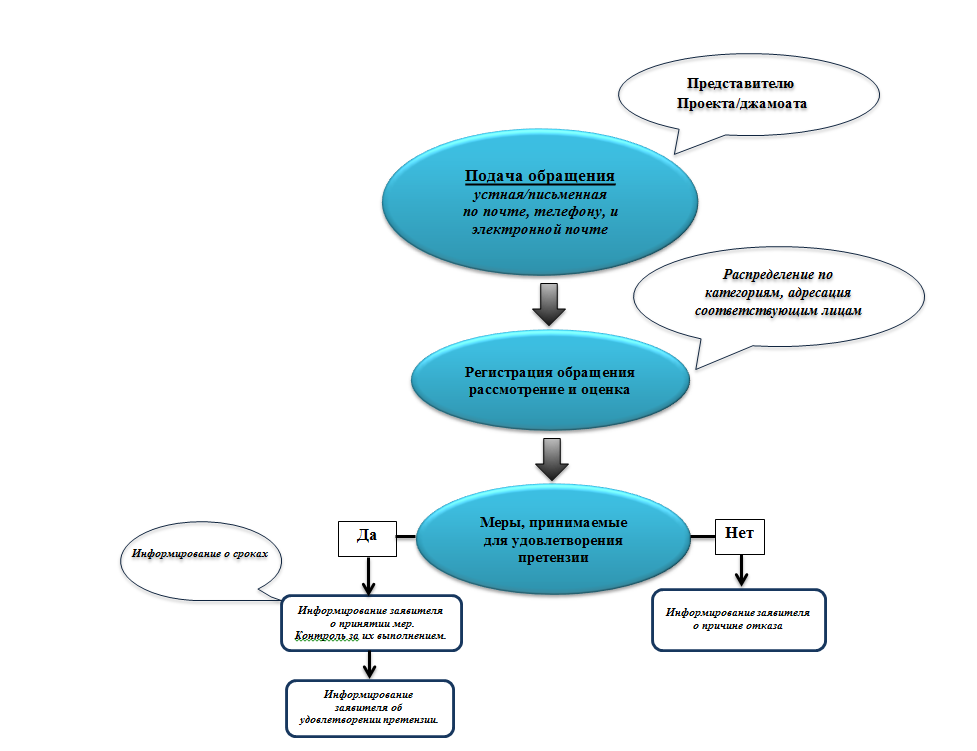 Представителю
Проекта/джамоата
Подача обращения
устная/письменная
по почте, телефону, и
электронной почте
Распределение по
категориям, адресация
соответствующим лицам
Регистрация обращения
рассмотрение и оценка
Меры, принимаемые
для удовлетворения
претензии
Да
Нет
Информирование о сроках
Информирование заявителя
о принятии мер.
Контроль за их выполнением.
Информирование заявителя
о причине отказа
Информирование
заявителя об
удовлетворении претензии.